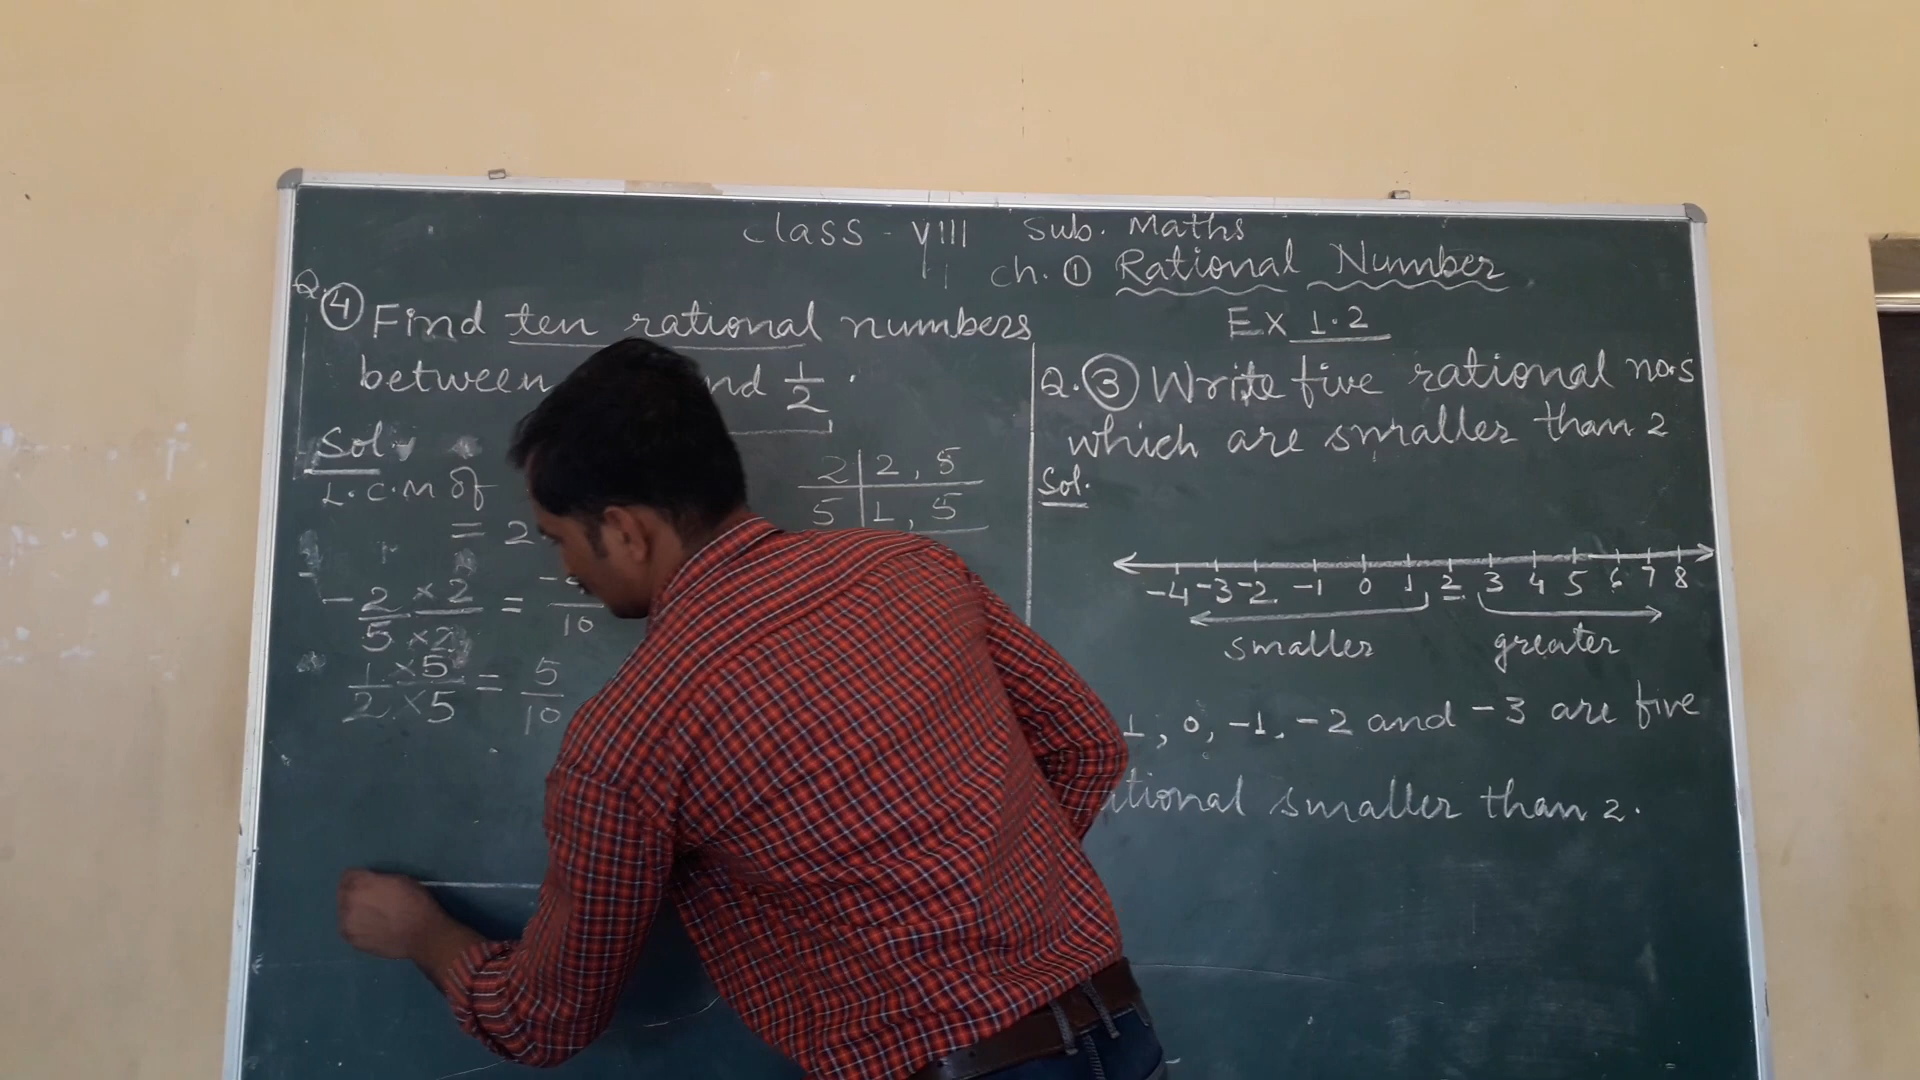 Class - VIII Sub. Maths
Ch. ① Rational Number
Ex 1.2
Q. ④ Find ten rational numbers
between nd 1/2 .
Sol.
L.C.M of
= 2
2 | 2, 5
5 | 1, 5
-2/5 ×2/×2 = /10
1/2 ×5/×5 = 5/10
Q. ③ Write five rational no.s
which are smaller than 2
Sol.
-4 -3 -2 -1 0 1 2 3 4 5 6 7 8
smaller greater
1, 0, -1, -2 and -3 are five
tional smaller than 2.